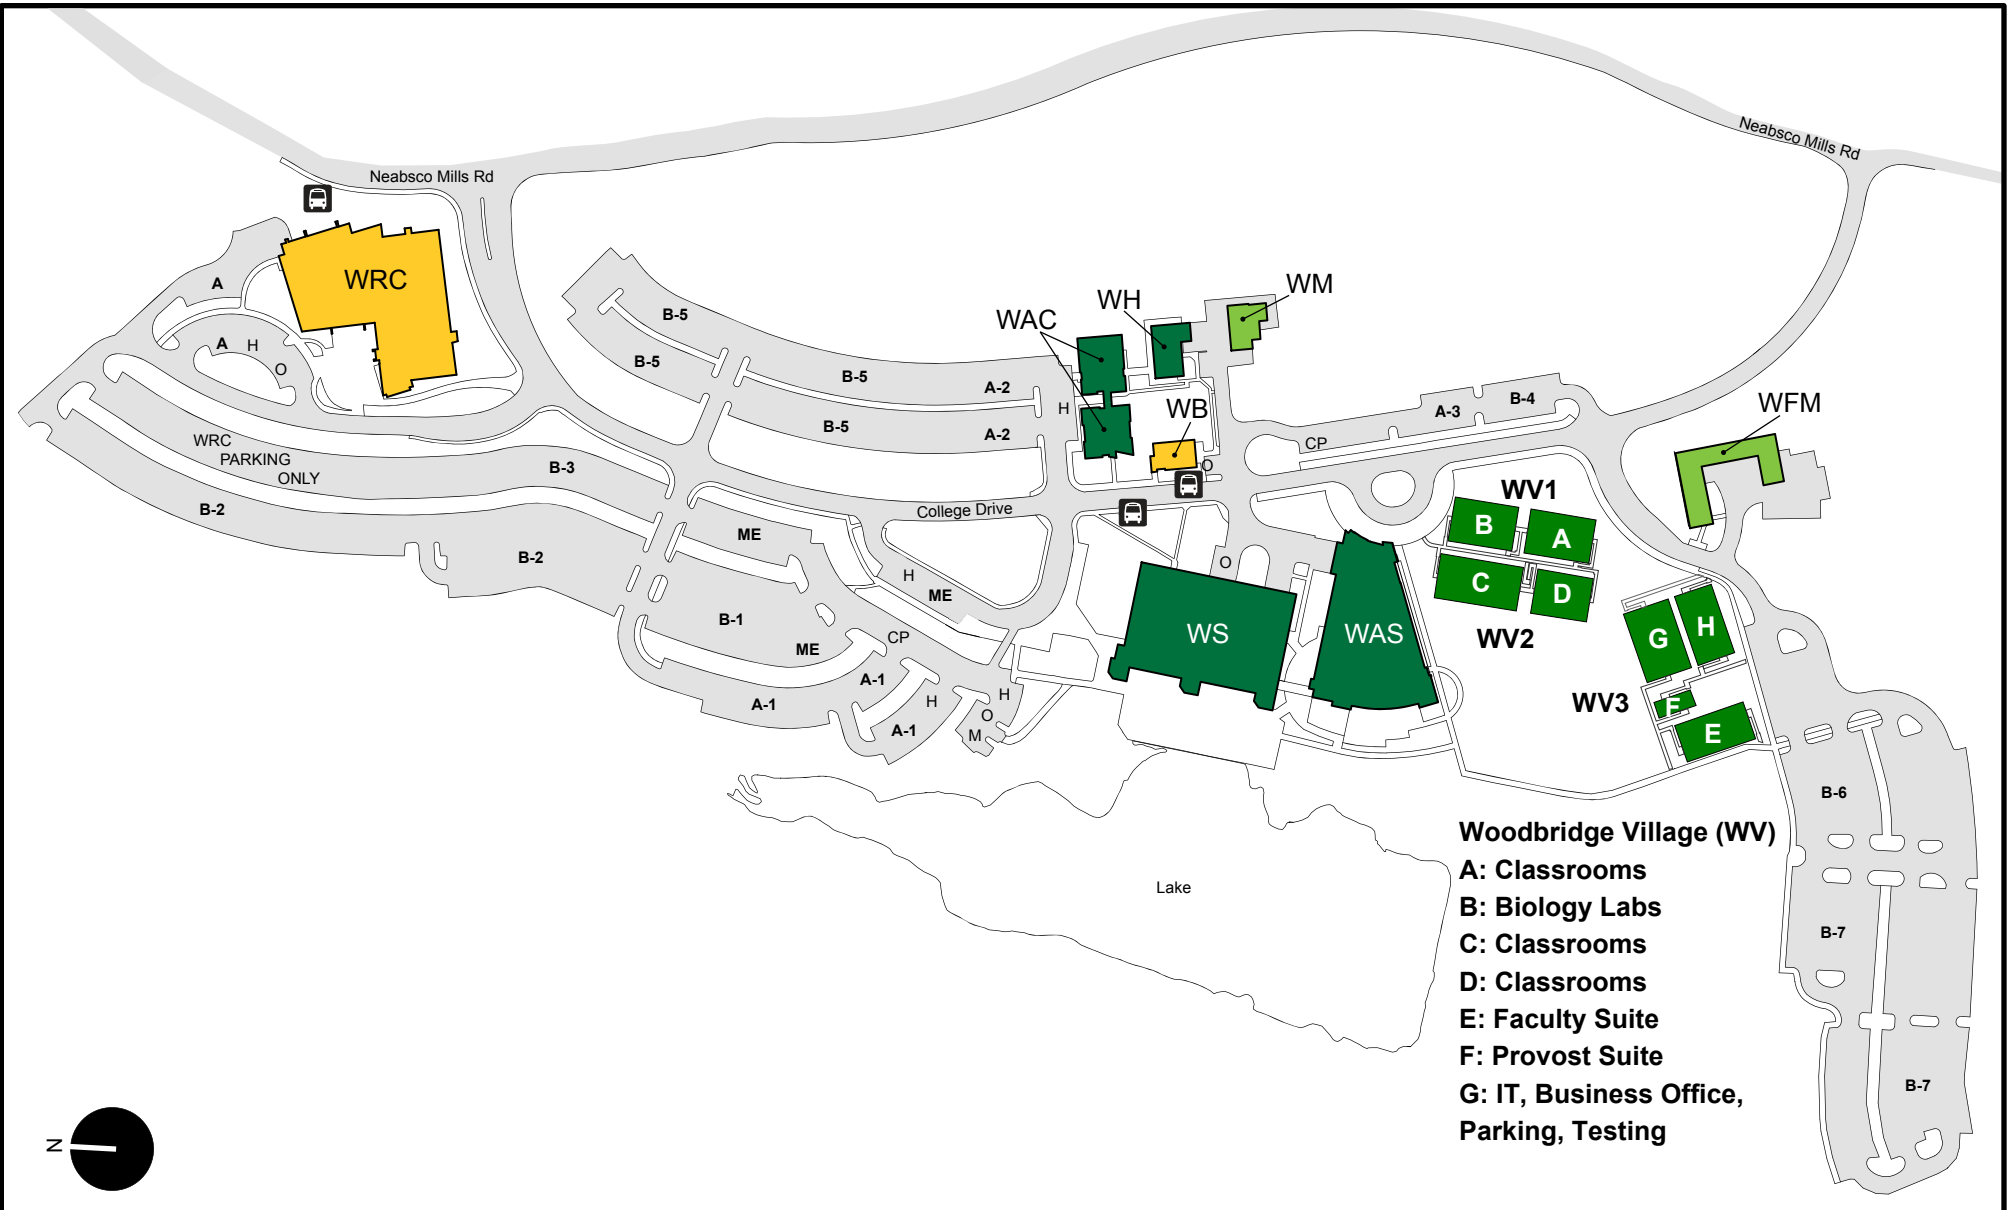 Neabsco Mills Rd
Neabsco Mills Rd
WRC
A
A
H
O
WRC
PARKING
ONLY
B-2
B-3
B-2
B-5
B-5
B-5
B-5
A-2
A-2
H
WAC
WH
WM
WB
O
CP
A-3
B-4
WFM
College Drive
ME
H
ME
B-1
ME
CP
A-1
A-1
A-1
H
H
O
M
O
WS
WAS
WV1
B
A
C
D
WV2
G
H
WV3
F
E
B-6
B-7
B-7
Lake
Woodbridge Village (WV)
A: Classrooms
B: Biology Labs
C: Classrooms
D: Classrooms
E: Faculty Suite
F: Provost Suite
G: IT, Business Office,
Parking, Testing
N